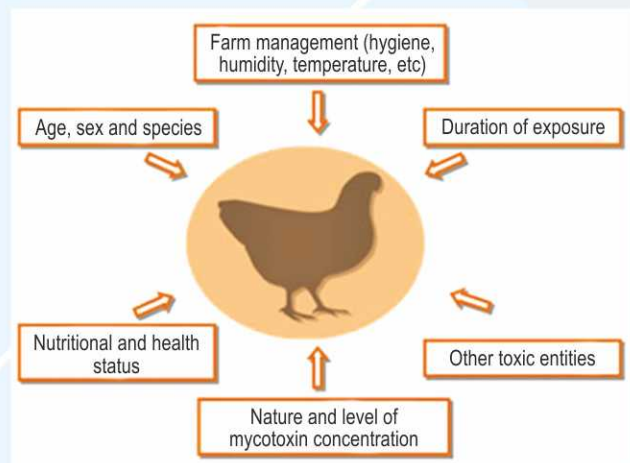 Farm management (hygiene,
humidity, temperature, etc)
Age, sex and species
Duration of exposure
Nutritional and health
status
Other toxic entities
Nature and level of
mycotoxin concentration